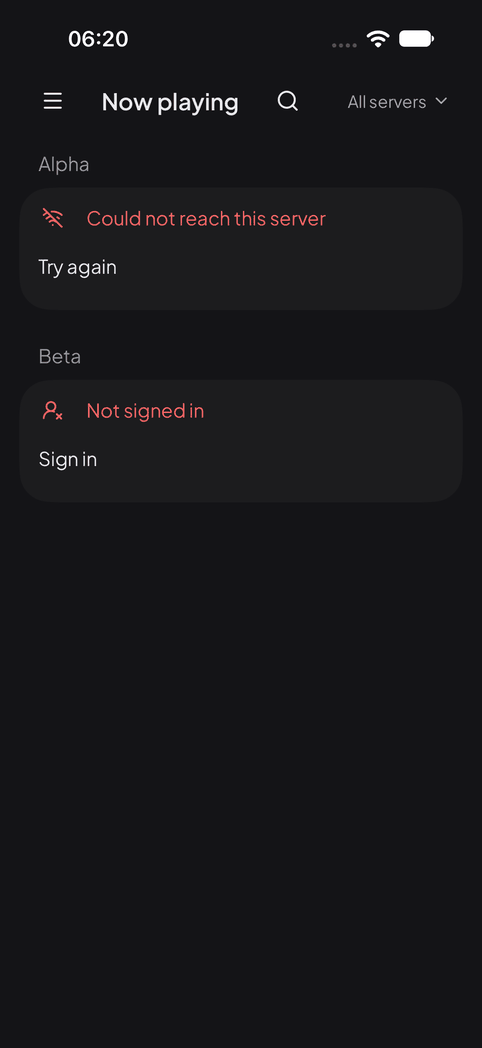 06:20
Now playing
All servers
Alpha
Could not reach this server
Try again
Beta
Not signed in
Sign in